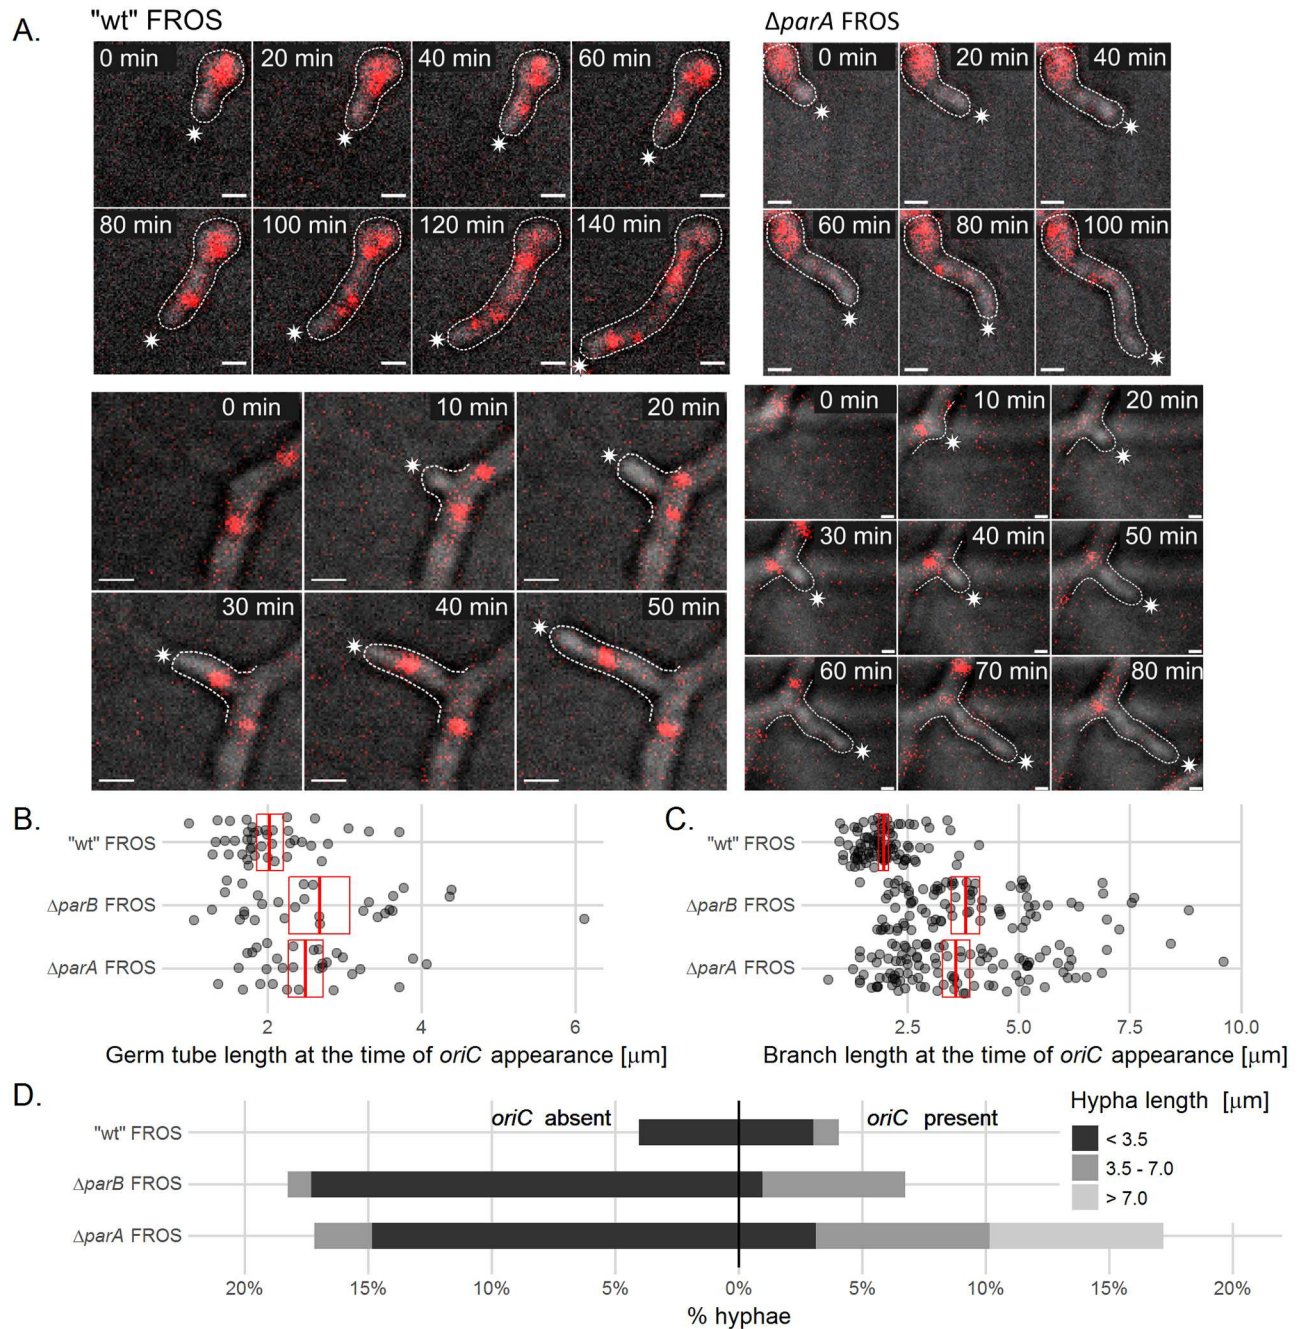 A.
"wt" FROS
ΔparA FROS
0 min 20 min 40 min 60 min
0 min 20 min 40 min
80 min 100 min 120 min 140 min
60 min 80 min 100 min
0 min 10 min 20 min
0 min 10 min 20 min
30 min 40 min 50 min
30 min 40 min 50 min
60 min 70 min 80 min
B.
"wt" FROS
ΔparB FROS
ΔparA FROS
2 4 6
Germ tube length at the time of oriC appearance [μm]
C.
"wt" FROS
ΔparB FROS
ΔparA FROS
2.5 5.0 7.5 10.0
Branch length at the time of oriC appearance [μm]
D.
oriC absent
oriC present
"wt" FROS
ΔparB FROS
ΔparA FROS
20% 15% 10% 5% 0% 5% 10% 15% 20%
% hyphae
Hypha length [μm]
< 3.5
3.5 - 7.0
> 7.0